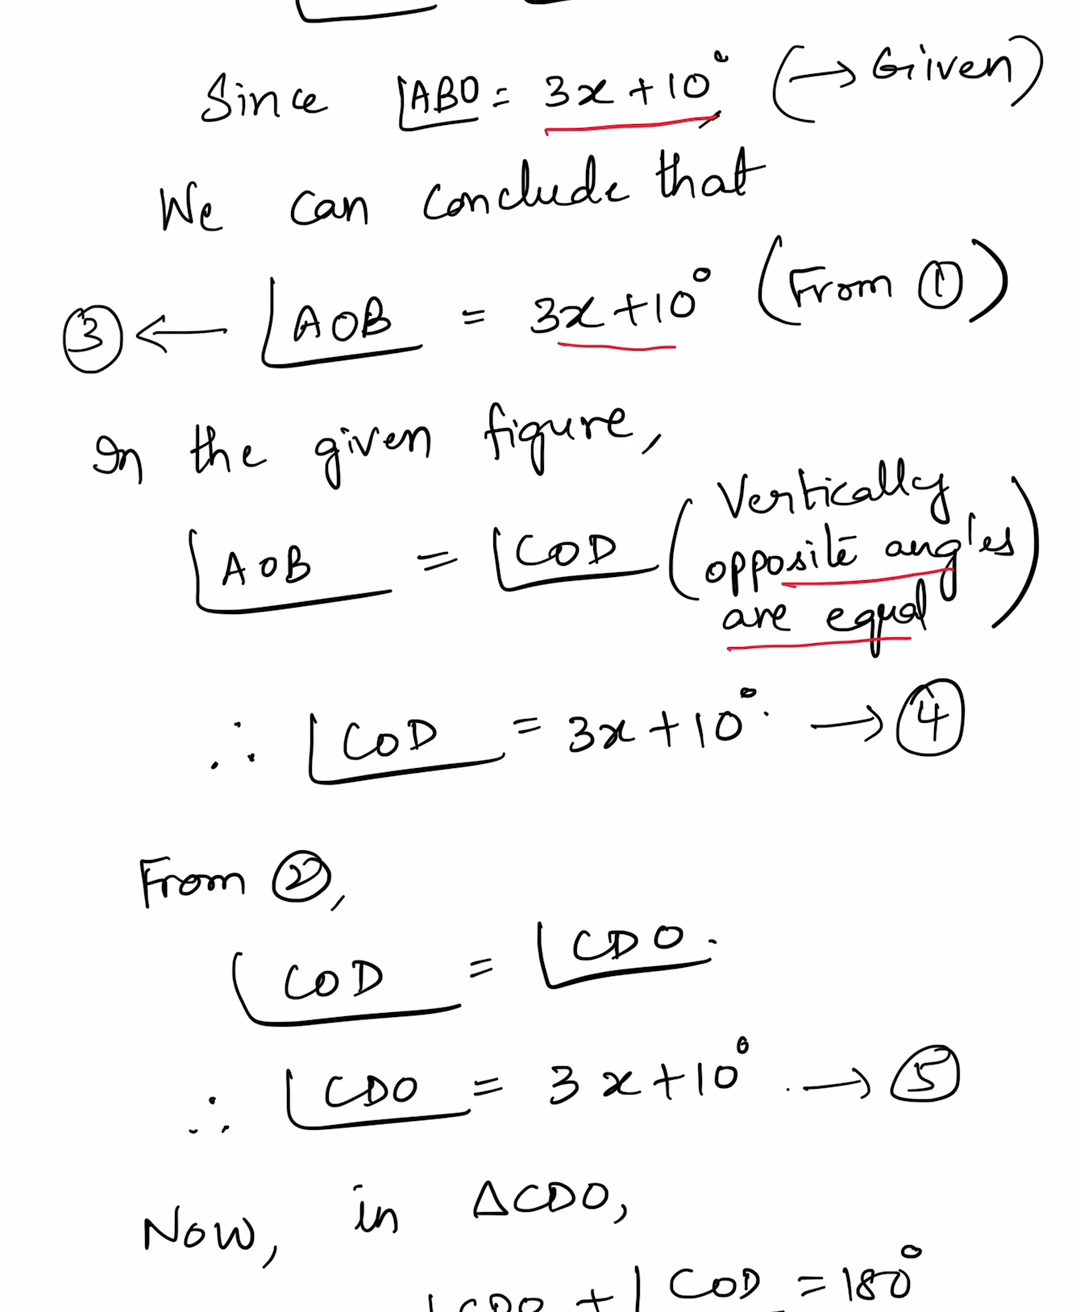 Since ∠ABO = 3x+10° (→ Given)
We can conclude that
③ ← ∠AOB = 3x+10° (From ①)
In the given figure,
∠AOB = ∠COD (Vertically opposite angles are equal)
∴ ∠COD = 3x+10°. → ④
From ②,
∠COD = ∠CDO.
∴ ∠CDO = 3x+10° . → ⑤
Now, in △CDO,
∠CDO + ∠COD = 180°